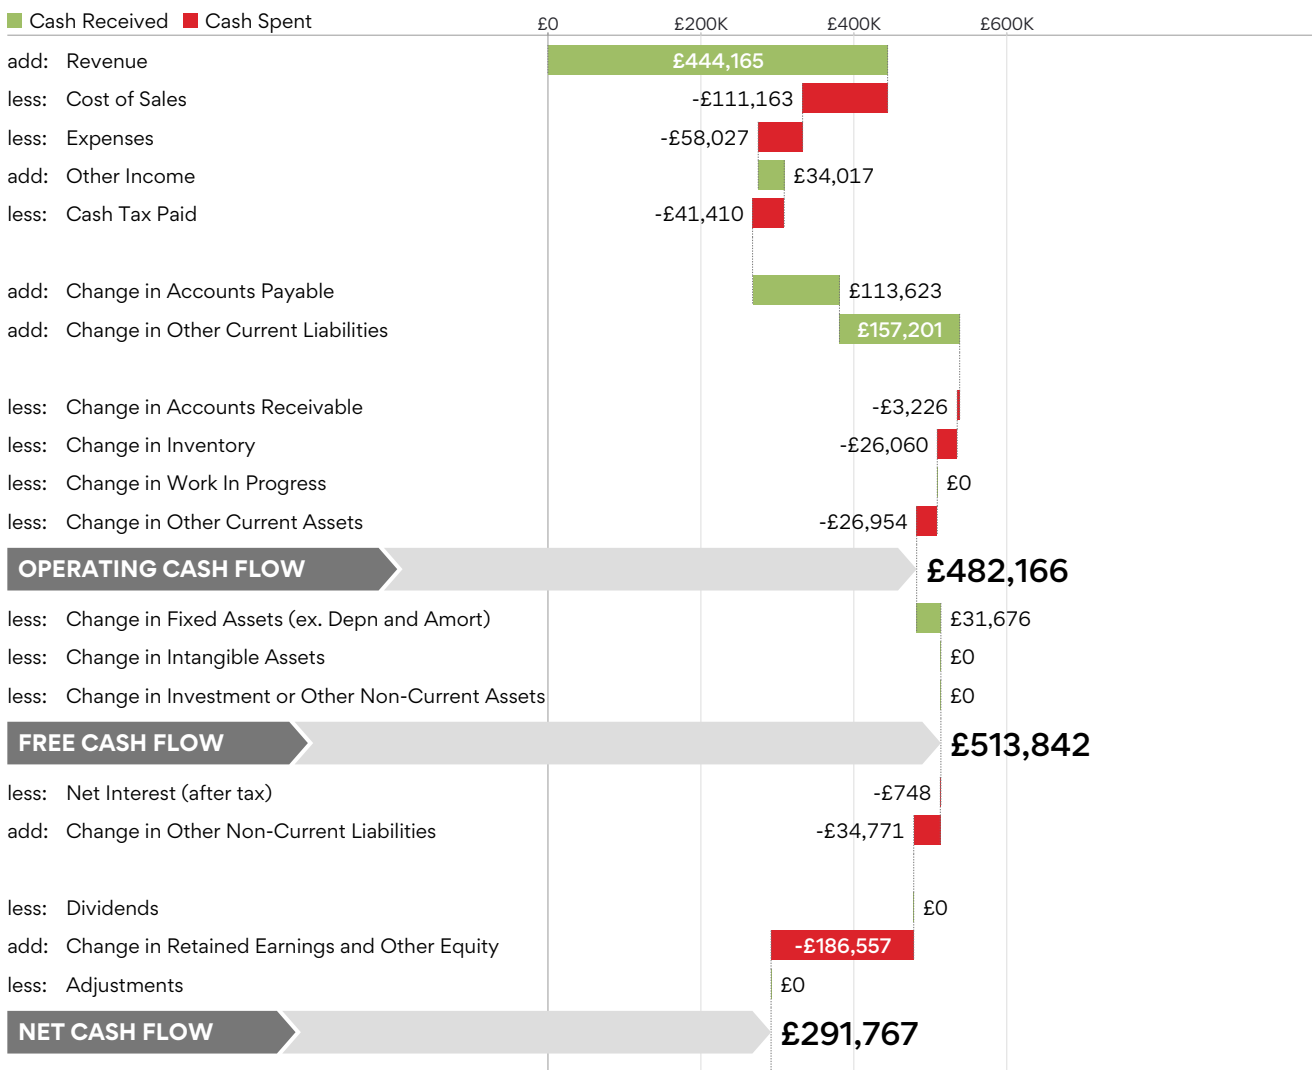 Cash Received Cash Spent £0 £200K £400K £600K
add: Revenue £444,165
less: Cost of Sales -£111,163
less: Expenses -£58,027
add: Other Income £34,017
less: Cash Tax Paid -£41,410
add: Change in Accounts Payable £113,623
add: Change in Other Current Liabilities £157,201
less: Change in Accounts Receivable -£3,226
less: Change in Inventory -£26,060
less: Change in Work In Progress £0
less: Change in Other Current Assets -£26,954
OPERATING CASH FLOW £482,166
less: Change in Fixed Assets (ex. Depn and Amort) £31,676
less: Change in Intangible Assets £0
less: Change in Investment or Other Non-Current Assets £0
FREE CASH FLOW £513,842
less: Net Interest (after tax) -£748
add: Change in Other Non-Current Liabilities -£34,771
less: Dividends £0
add: Change in Retained Earnings and Other Equity -£186,557
less: Adjustments £0
NET CASH FLOW £291,767